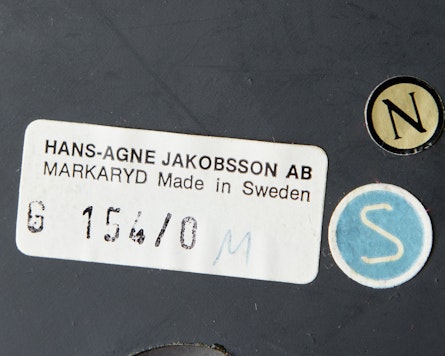 N
HANS-AGNE JAKOBSSON AB
MARKARYD Made in Sweden
G 154/0 M
S